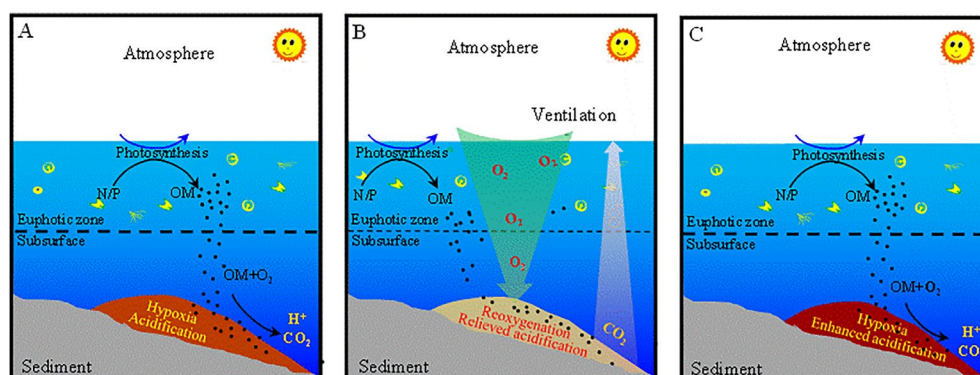 A
Atmosphere
Photosynthesis
N/P
OM
Euphotic zone
Subsurface
OM+O₂
Hypoxia
Acidification
H⁺
CO₂
Sediment
B
Atmosphere
Ventilation
Photosynthesis
N/P
OM
O₂
O₂
O₂
O₂
Euphotic zone
Subsurface
Reoxygenation
Relieved acidification
CO₂
Sediment
C
Atmosphere
Photosynthesis
N/P
OM
Euphotic zone
Subsurface
OM+O₂
Hypoxia
Enhanced acidification
H⁺
Sediment